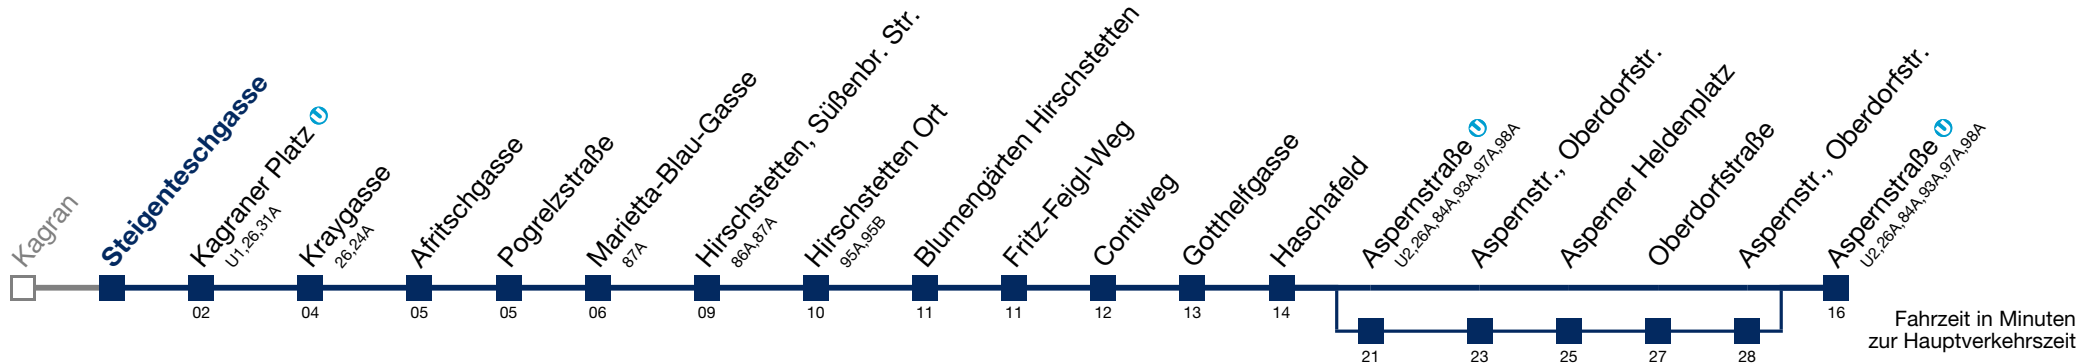 Kagran
Steigenteschgasse
Kagraner Platz U
U1,26,31A
Kraygasse
26,24A
Afritschgasse
Pogrelzstraße
Marietta-Blau-Gasse
87A
Hirschstetten, Süßenbr. Str.
86A,87A
Hirschstetten Ort
95A,95B
Blumengärten Hirschstetten
Fritz-Feigl-Weg
Contiweg
Gotthelfgasse
Haschafeld
Aspernstraße U
U2,26A,84A,93A,97A,98A
Aspernstr., Oberdorfstr.
Asperner Heldenplatz
Oberdorfstraße
Aspernstr., Oberdorfstr.
Aspernstraße U
U2,26A,84A,93A,97A,98A
02 04 05 05 06 09 10 11 11 12 13 14 16
21 23 25 27 28
Fahrzeit in Minuten
zur Hauptverkehrszeit